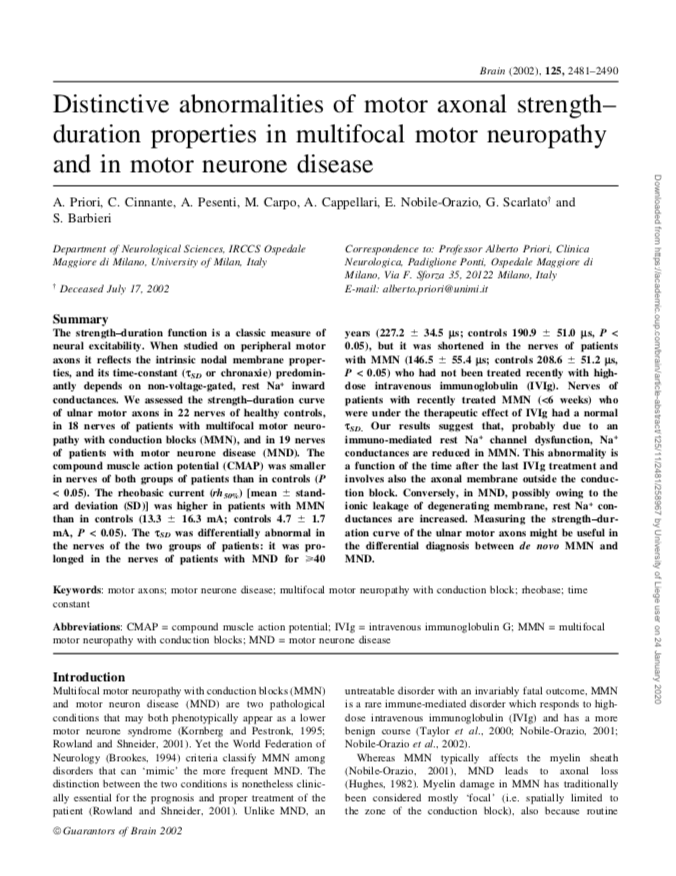 Brain (2002), 125, 2481–2490
Distinctive abnormalities of motor axonal strength–
duration properties in multifocal motor neuropathy
and in motor neurone disease
A. Priori, C. Cinnante, A. Pesenti, M. Carpo, A. Cappellari, E. Nobile-Orazio, G. Scarlato† and
S. Barbieri
Department of Neurological Sciences, IRCCS Ospedale
Maggiore di Milano, University of Milan, Italy
† Deceased July 17, 2002
Correspondence to: Professor Alberto Priori, Clinica
Neurologica, Padiglione Ponti, Ospedale Maggiore di
Milano, Via F. Sforza 35, 20122 Milano, Italy
E-mail: alberto.priori@unimi.it
Summary
The strength–duration function is a classic measure of
neural excitability. When studied on peripheral motor
axons it reflects the intrinsic nodal membrane proper-
ties, and its time-constant (τSD or chronaxie) predomin-
antly depends on non-voltage-gated, rest Na+ inward
conductances. We assessed the strength–duration curve
of ulnar motor axons in 22 nerves of healthy controls,
in 18 nerves of patients with multifocal motor neuro-
pathy with conduction blocks (MMN), and in 19 nerves
of patients with motor neurone disease (MND). The
compound muscle action potential (CMAP) was smaller
in nerves of both groups of patients than in controls (P
< 0.05). The rheobasic current (rh50%) [mean ± stand-
ard deviation (SD)] was higher in patients with MMN
than in controls (13.3 ± 16.3 mA; controls 4.7 ± 1.7
mA, P < 0.05). The τSD was differentially abnormal in
the nerves of the two groups of patients: it was pro-
longed in the nerves of patients with MND for ≥40
years (227.2 ± 34.5 μs; controls 190.9 ± 51.0 μs, P <
0.05), but it was shortened in the nerves of patients
with MMN (146.5 ± 55.4 μs; controls 208.6 ± 51.2 μs,
P < 0.05) who had not been treated recently with high-
dose intravenous immunoglobulin (IVIg). Nerves of
patients with recently treated MMN (<6 weeks) who
were under the therapeutic effect of IVIg had a normal
τSD. Our results suggest that, probably due to an
immuno-mediated rest Na+ channel dysfunction, Na+
conductances are reduced in MMN. This abnormality is
a function of the time after the last IVIg treatment and
involves also the axonal membrane outside the conduc-
tion block. Conversely, in MND, possibly owing to the
ionic leakage of degenerating membrane, rest Na+ con-
ductances are increased. Measuring the strength–dur-
ation curve of the ulnar motor axons might be useful in
the differential diagnosis between de novo MMN and
MND.
Keywords: motor axons; motor neurone disease; multifocal motor neuropathy with conduction block; rheobase; time
constant
Abbreviations: CMAP = compound muscle action potential; IVIg = intravenous immunoglobulin G; MMN = multifocal
motor neuropathy with conduction blocks; MND = motor neurone disease
Introduction
Multifocal motor neuropathy with conduction blocks (MMN)
and motor neuron disease (MND) are two pathological
conditions that may both phenotypically appear as a lower
motor neurone syndrome (Kornberg and Pestronk, 1995;
Rowland and Shneider, 2001). Yet the World Federation of
Neurology (Brookes, 1994) criteria classify MMN among
disorders that can ‘mimic’ the more frequent MND. The
distinction between the two conditions is nonetheless clinic-
ally essential for the prognosis and proper treatment of the
patient (Rowland and Shneider, 2001). Unlike MND, an
untreatable disorder with an invariably fatal outcome, MMN
is a rare immune-mediated disorder which responds to high-
dose intravenous immunoglobulin (IVIg) and has a more
benign course (Taylor et al., 2000; Nobile-Orazio, 2001;
Nobile-Orazio et al., 2002).
Whereas MMN typically affects the myelin sheath
(Nobile-Orazio, 2001), MND leads to axonal loss
(Hughes, 1982). Myelin damage in MMN has traditionally
been considered mostly ‘focal’ (i.e. spatially limited to
the zone of the conduction block), also because routine
© Guarantors of Brain 2002
Downloaded from https://academic.oup.com/brain/article-abstract/125/11/2481/258967 by University of Liege user on 24 January 2020